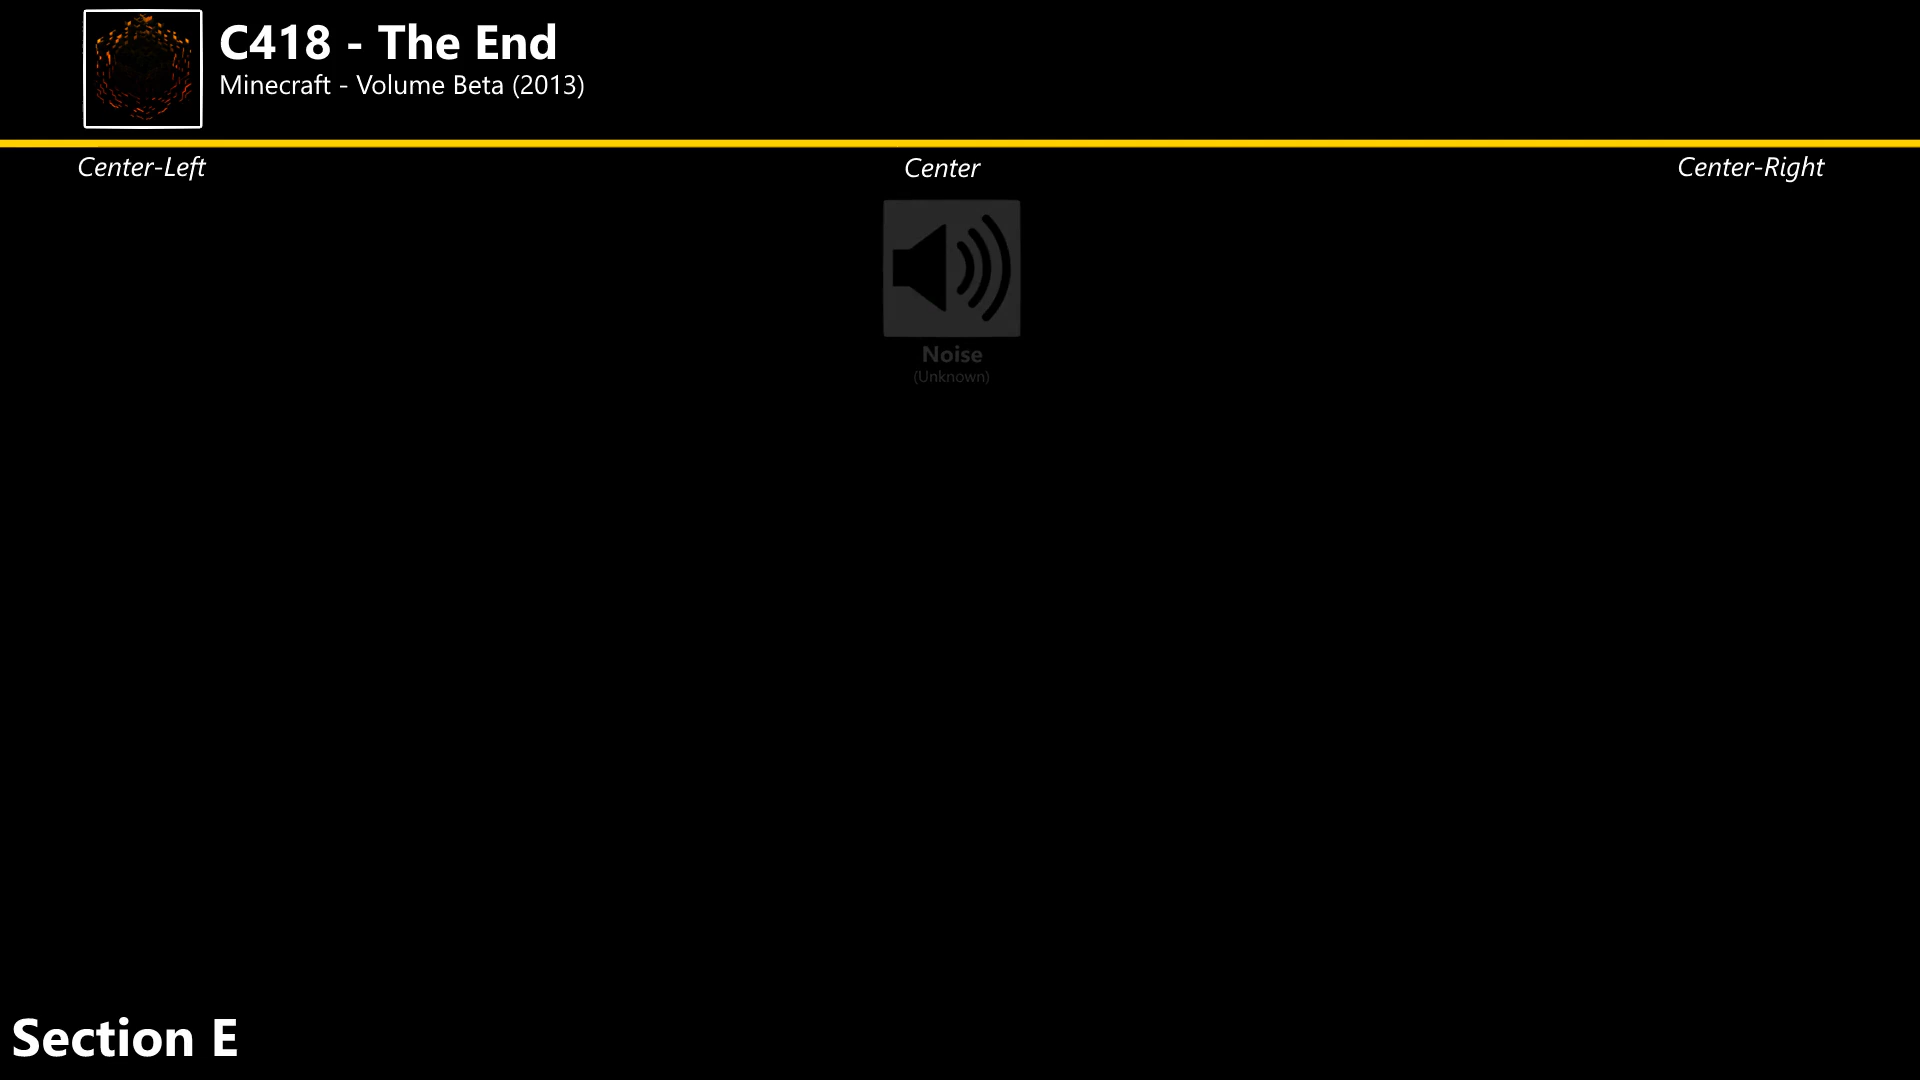 C418 - The End
Minecraft - Volume Beta (2013)
Center-Left
Center
Center-Right
Noise
(Unknown)
Section E